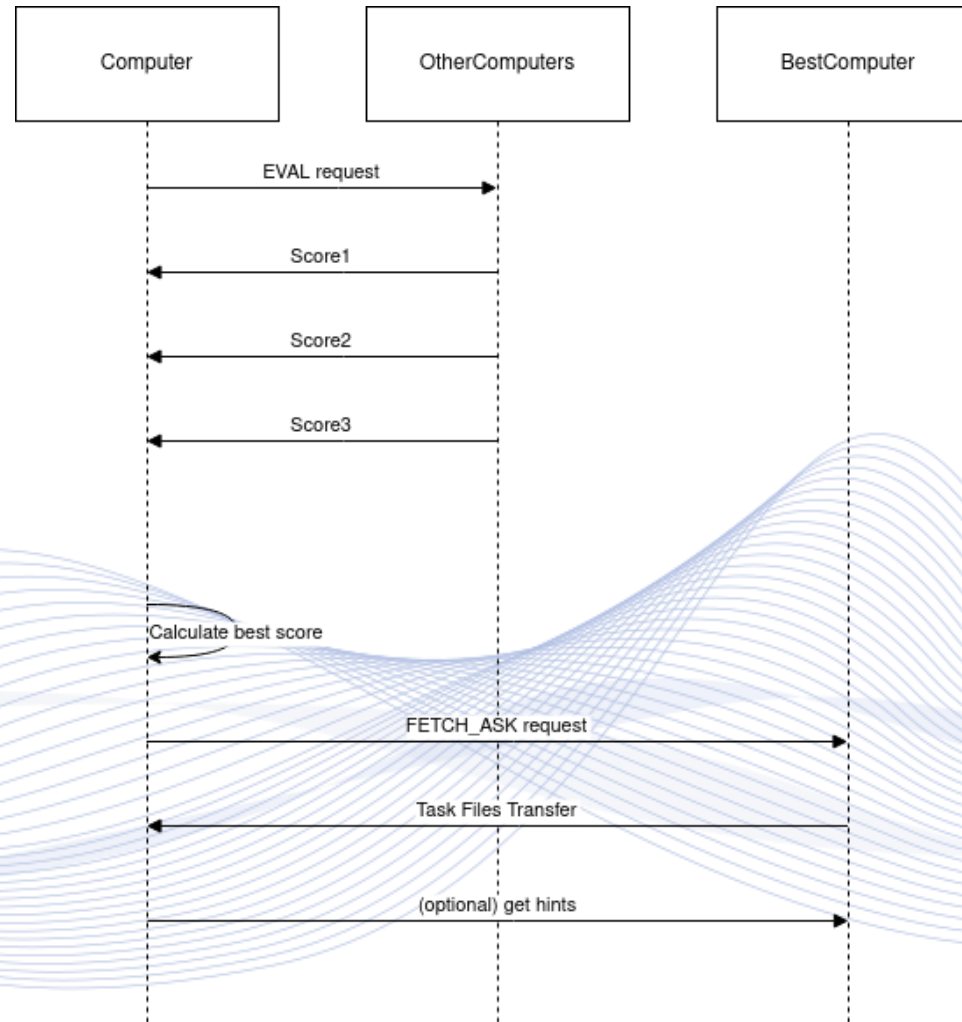 Computer
OtherComputers
BestComputer
EVAL request
Score1
Score2
Score3
Calculate best score
FETCH_ASK request
Task Files Transfer
(optional) get hints